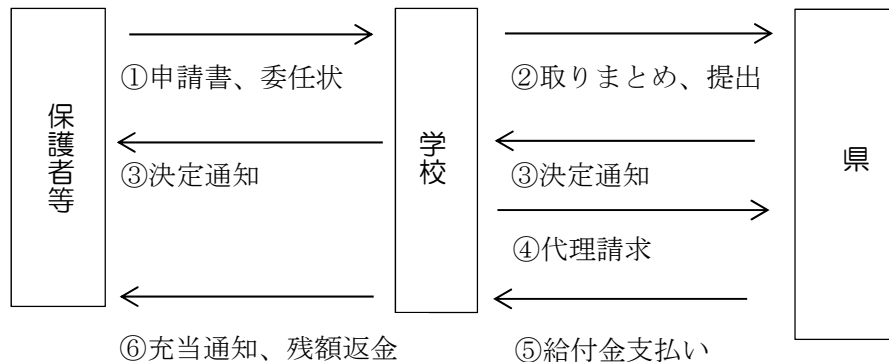 ①申請書、委任状
②取りまとめ、提出
保護者等
学校
県
③決定通知
③決定通知
④代理請求
⑥充当通知、残額返金
⑤給付金支払い